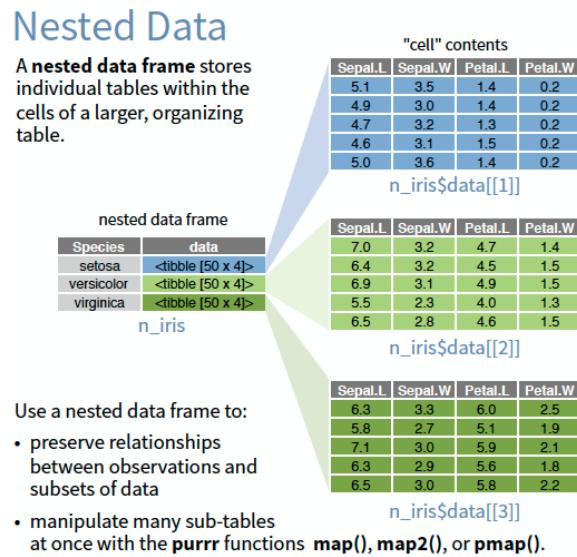 Nested Data
A nested data frame stores
individual tables within the
cells of a larger, organizing
table.
"cell" contents
Sepal.L Sepal.W Petal.L Petal.W
5.1 3.5 1.4 0.2
4.9 3.0 1.4 0.2
4.7 3.2 1.3 0.2
4.6 3.1 1.5 0.2
5.0 3.6 1.4 0.2
n_iris$data[[1]]
nested data frame
Species data
setosa <tibble [50 x 4]>
versicolor <tibble [50 x 4]>
virginica <tibble [50 x 4]>
n_iris
Sepal.L Sepal.W Petal.L Petal.W
7.0 3.2 4.7 1.4
6.4 3.2 4.5 1.5
6.9 3.1 4.9 1.5
5.5 2.3 4.0 1.3
6.5 2.8 4.6 1.5
n_iris$data[[2]]
Sepal.L Sepal.W Petal.L Petal.W
6.3 3.3 6.0 2.5
5.8 2.7 5.1 1.9
7.1 3.0 5.9 2.1
6.3 2.9 5.6 1.8
6.5 3.0 5.8 2.2
n_iris$data[[3]]
Use a nested data frame to:
• preserve relationships
between observations and
subsets of data
• manipulate many sub-tables
at once with the purrr functions map(), map2(), or pmap().